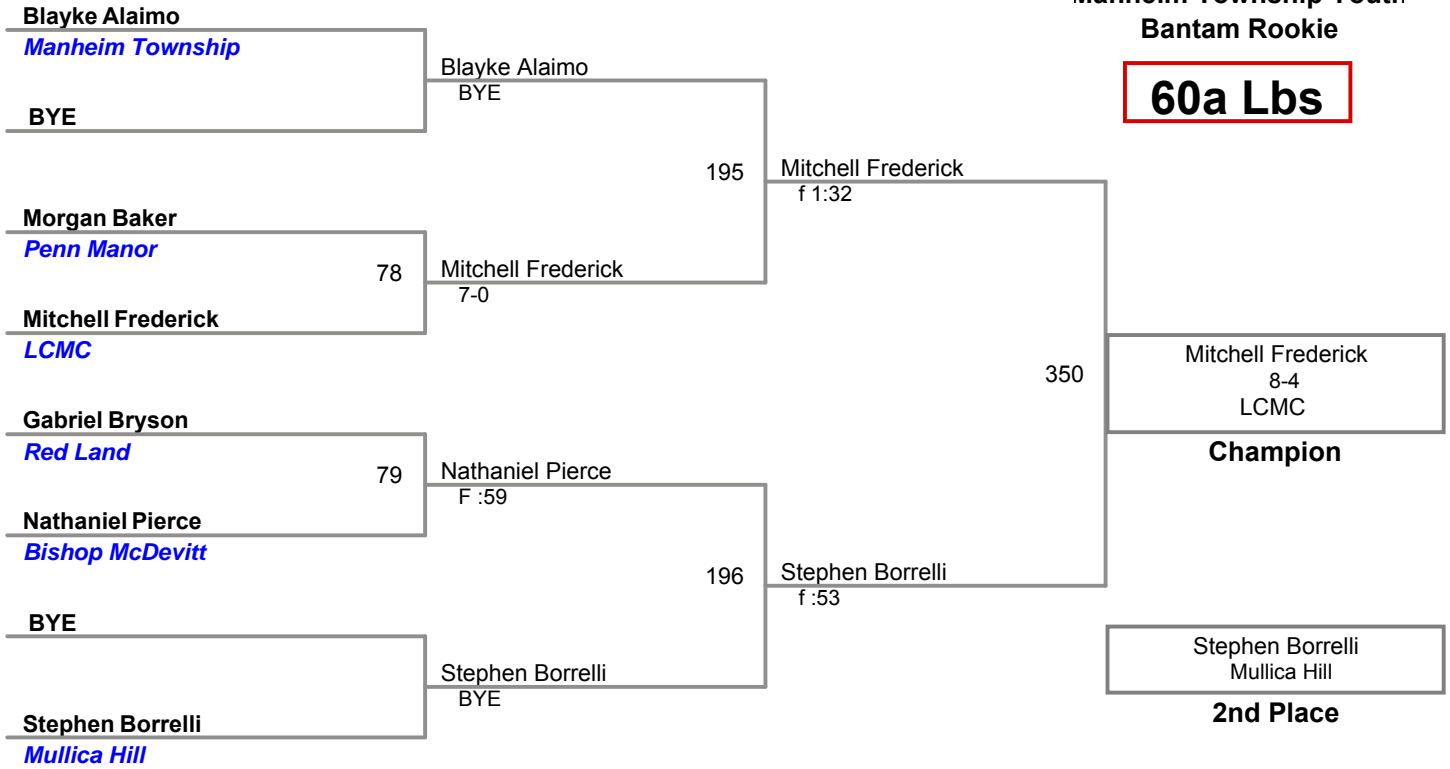 Manheim Township Youth
Bantam Rookie
60a Lbs
Blayke Alaimo
Manheim Township
BYE
Morgan Baker
Penn Manor
Mitchell Frederick
LCMC
Gabriel Bryson
Red Land
Nathaniel Pierce
Bishop McDevitt
BYE
Stephen Borrelli
Mullica Hill
Blayke Alaimo
BYE
78
Mitchell Frederick
7-0
79
Nathaniel Pierce
F :59
Stephen Borrelli
BYE
195
Mitchell Frederick
f 1:32
196
Stephen Borrelli
f :53
350
Mitchell Frederick
8-4
LCMC
Champion
Stephen Borrelli
Mullica Hill
2nd Place